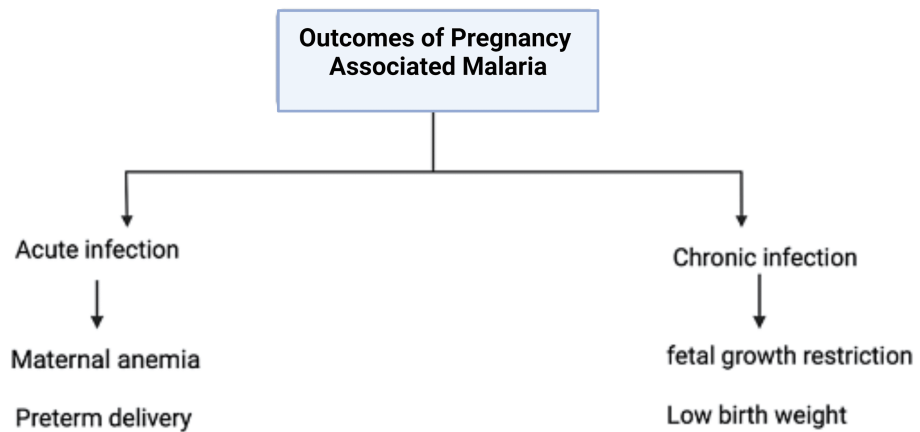 Outcomes of Pregnancy
Associated Malaria
Acute infection
Chronic infection
Maternal anemia
fetal growth restriction
Preterm delivery
Low birth weight